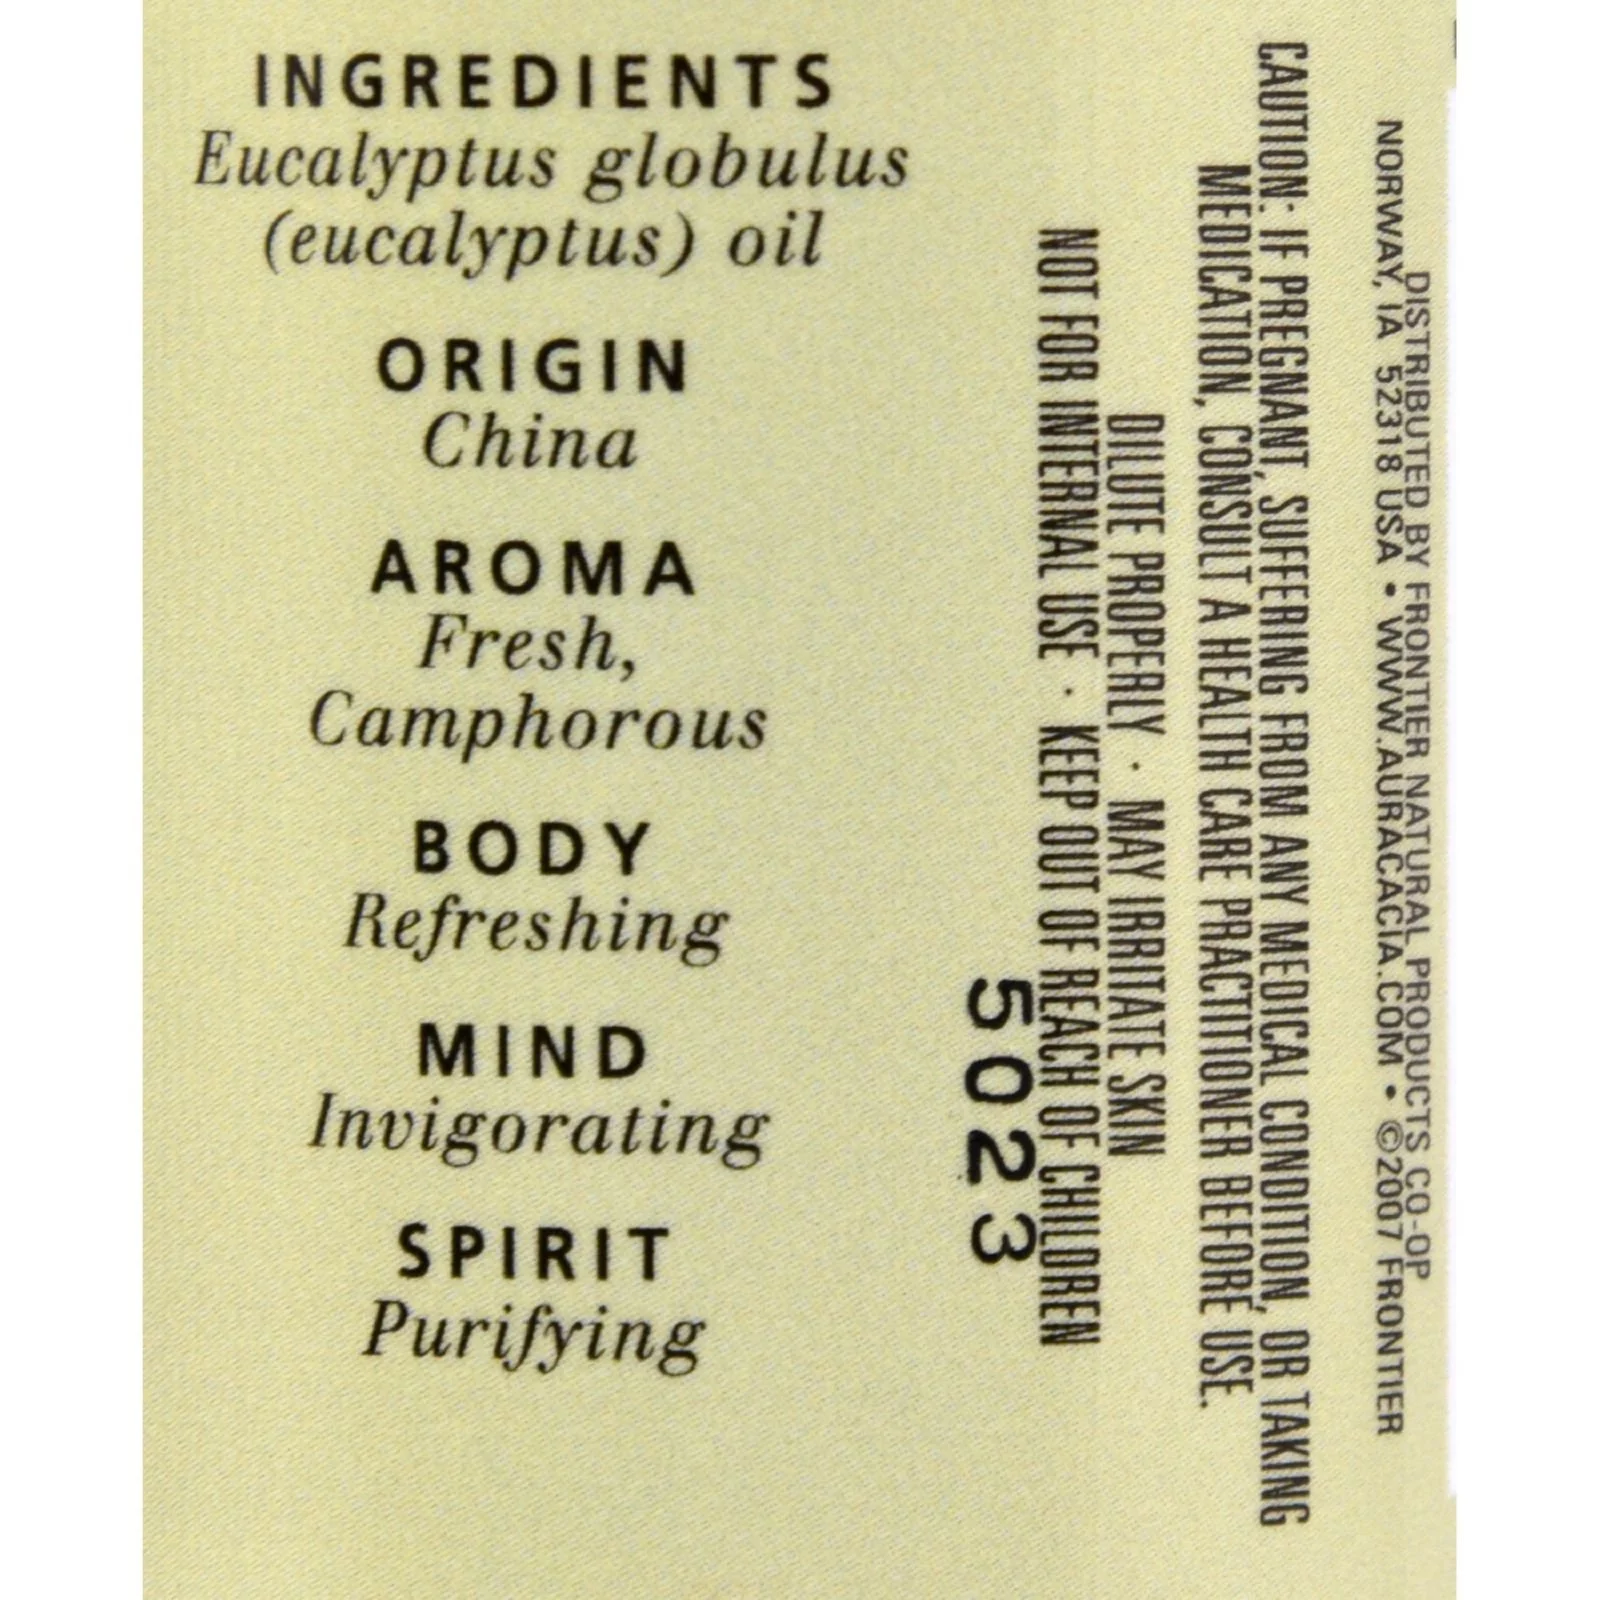 INGREDIENTS
Eucalyptus globulus
(eucalyptus) oil
ORIGIN
China
AROMA
Fresh,
Camphorous
BODY
Refreshing
MIND
Invigorating
SPIRIT
Purifying
DISTRIBUTED BY FRONTIER NATURAL PRODUCTS CO-OP
NORWAY, IA 52318 USA • WWW.AURACACIA.COM • ©2007 FRONTIER
CAUTION: IF PREGNANT, SUFFERING FROM ANY MEDICAL CONDITION, OR TAKING
MEDICATION, CONSULT A HEALTH CARE PRACTITIONER BEFORE USE.
DILUTE PROPERLY · MAY IRRITATE SKIN
NOT FOR INTERNAL USE · KEEP OUT OF REACH OF CHILDREN
5023